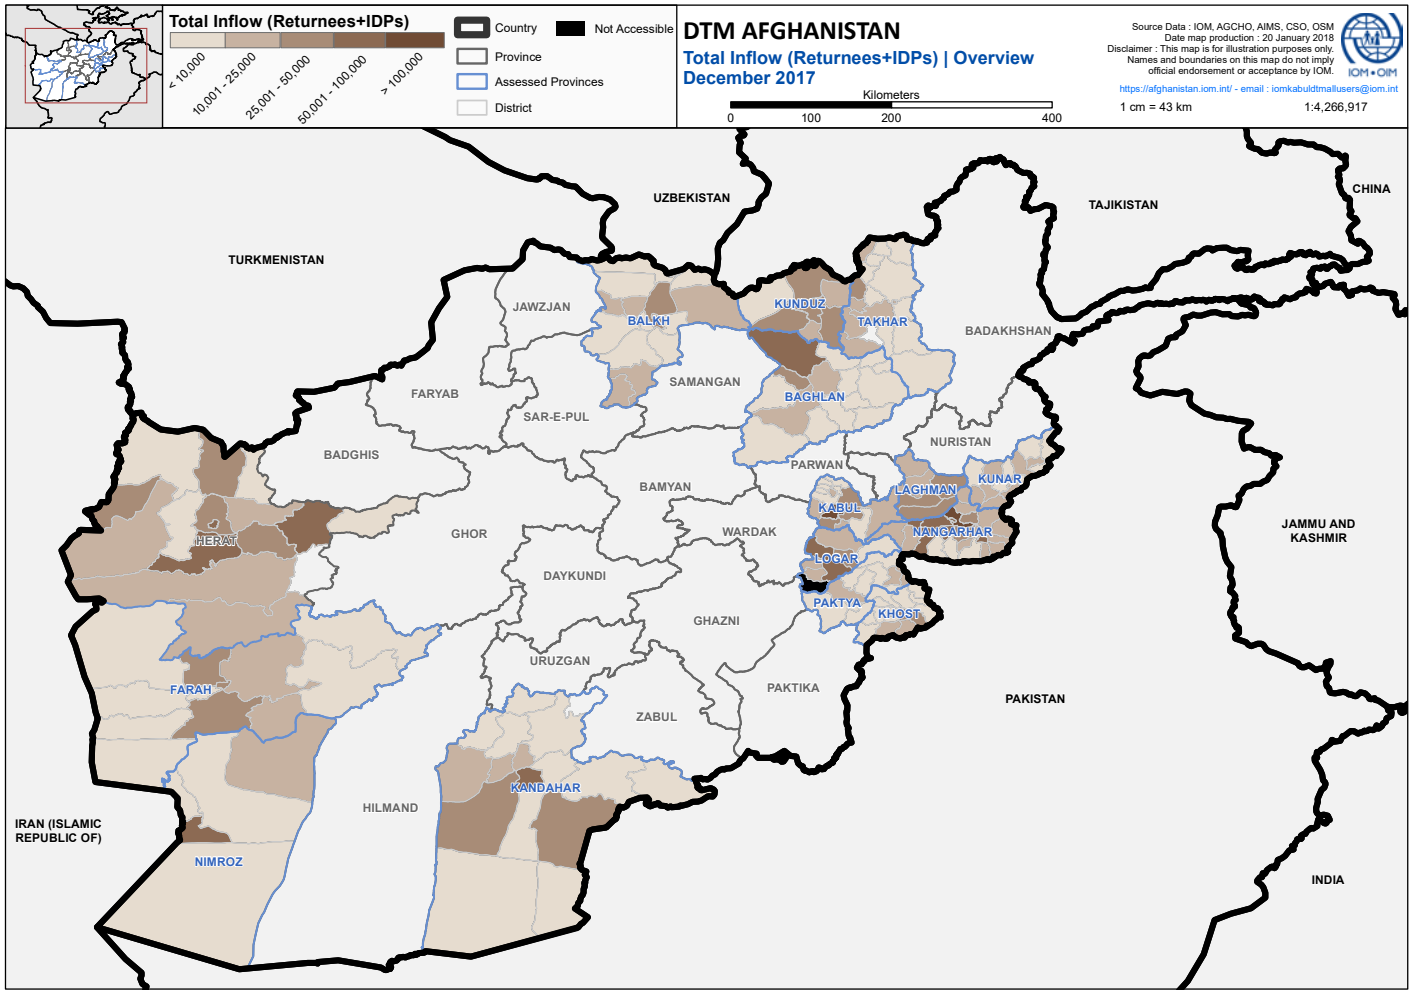 Total Inflow (Returnees+IDPs)
< 10,000
10,001 - 25,000
25,001 - 50,000
50,001 - 100,000
> 100,000
Country
Not Accessible
Province
Assessed Provinces
District
DTM AFGHANISTAN
Total Inflow (Returnees+IDPs) | Overview
December 2017
Kilometers
0 100 200 400
Source Data : IOM, AGCHO, AIMS, CSO, OSM
Date map production : 20 January 2018
Disclaimer : This map is for illustration purposes only.
Names and boundaries on this map do not imply
official endorsement or acceptance by IOM.
https://afghanistan.iom.int/ - email : iomkabuldtmallusers@iom.int
1 cm = 43 km
1:4,266,917
IOM•OIM
UZBEKISTAN
CHINA
TAJIKISTAN
TURKMENISTAN
JAWZJAN
KUNDUZ
BALKH
TAKHAR
BADAKHSHAN
SAMANGAN
FARYAB
BAGHLAN
SAR-E-PUL
NURISTAN
BADGHIS
PARWAN
KUNAR
BAMYAN
LAGHMAN
KABUL
JAMMU AND
KASHMIR
GHOR
WARDAK
NANGARHAR
HERAT
LOGAR
DAYKUNDI
PAKTYA
KHOST
GHAZNI
URUZGAN
FARAH
PAKTIKA
PAKISTAN
ZABUL
KANDAHAR
HILMAND
IRAN (ISLAMIC
REPUBLIC OF)
NIMROZ
INDIA